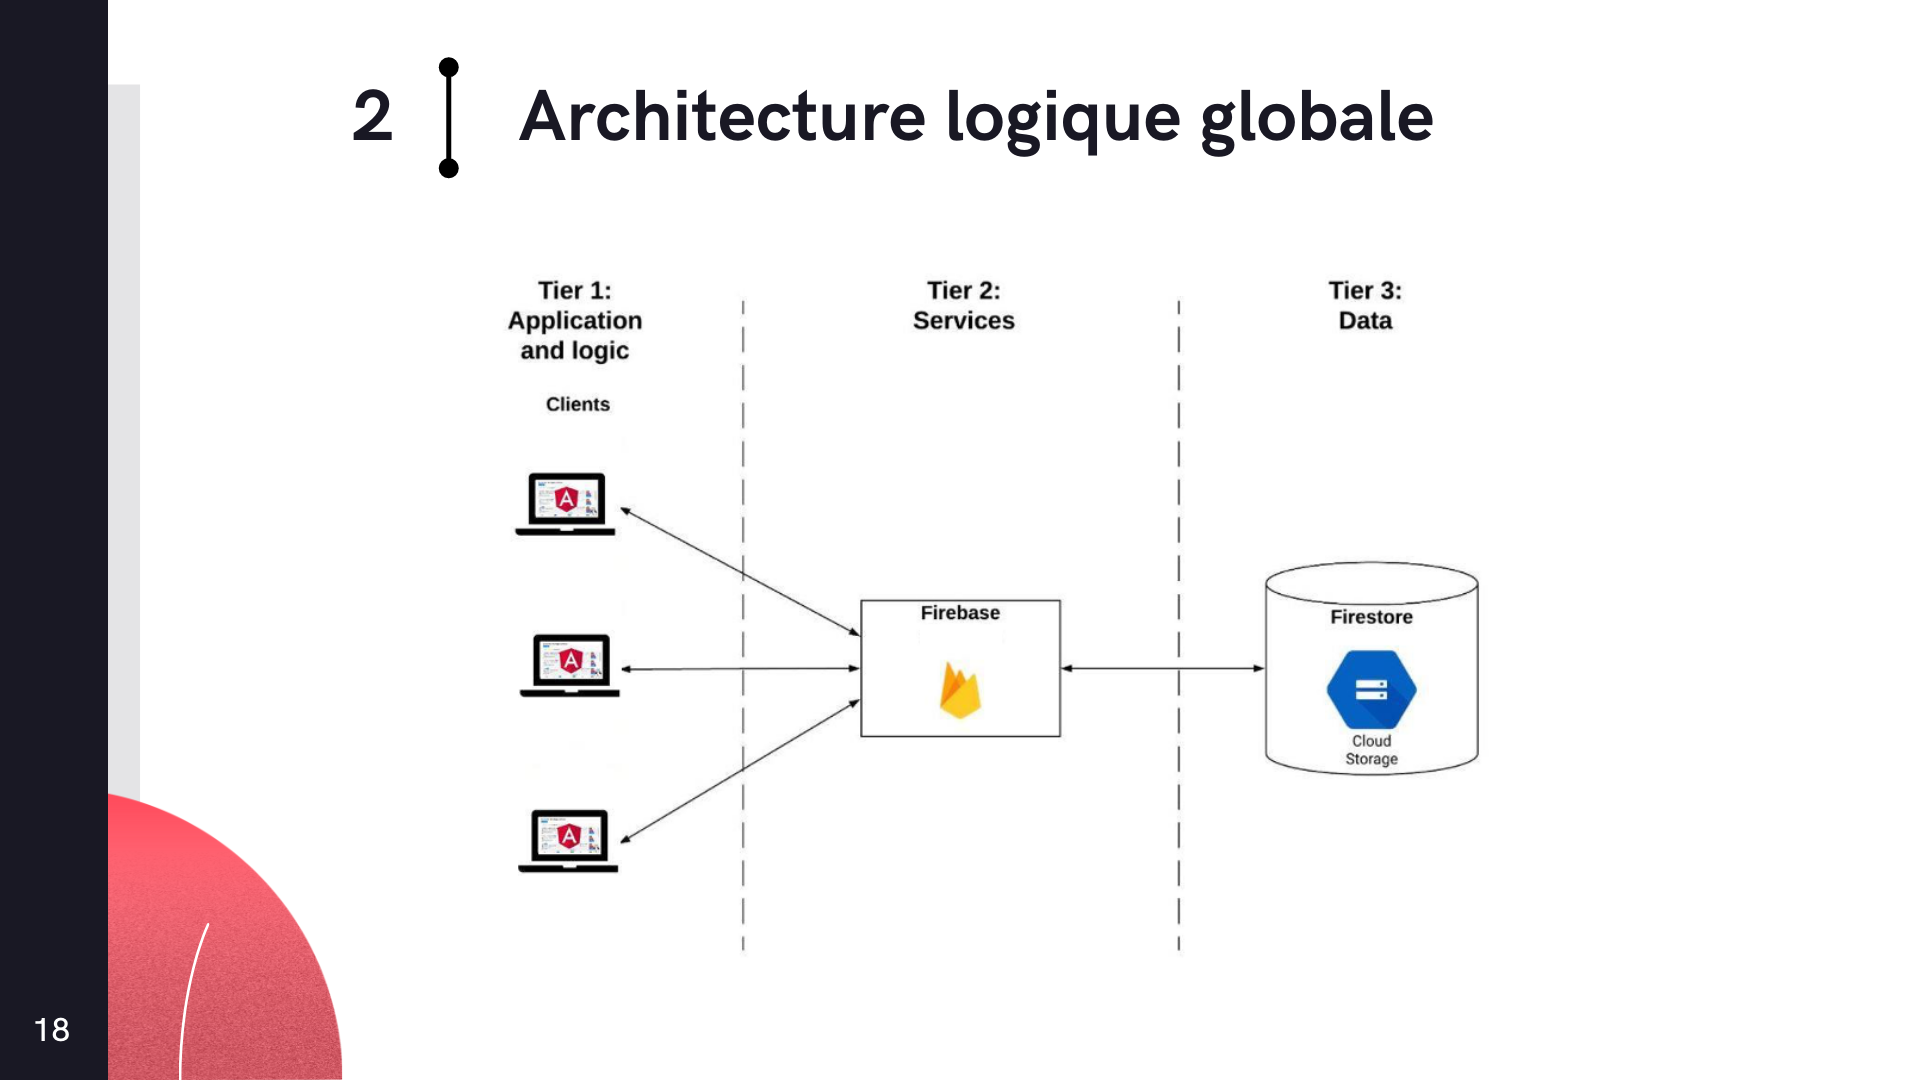 2
Architecture logique globale
Tier 1:
Application
and logic
Tier 2:
Services
Tier 3:
Data
Clients
Firebase
Firestore
Cloud
Storage
18